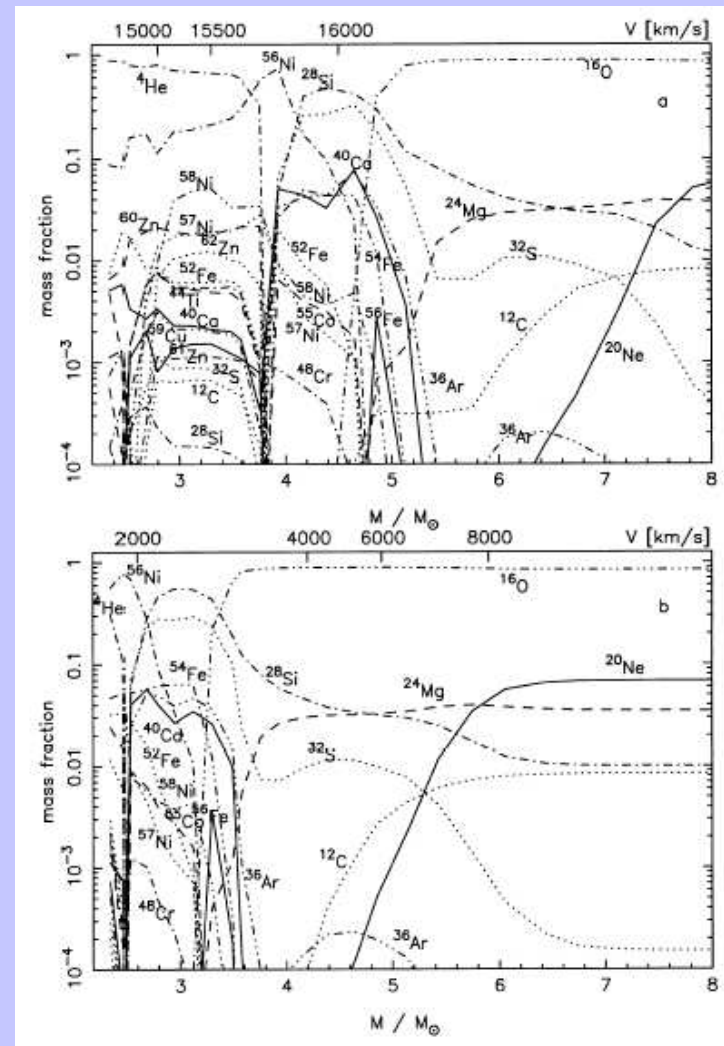 15000 15500 16000 V [km/s]
1
0.1
0.01
10⁻³
10⁻⁴
mass fraction
⁴He
⁵⁶Ni
²⁸Si
¹⁶O
a
⁵⁸Ni
⁴⁰Ca
⁶⁰Zn
⁵⁷Ni
²⁴Mg
⁶²Zn
⁵²Fe
⁵²Fe
⁵⁴Fe
³²S
⁴⁴Ti
⁵⁸Ni
⁴⁰Ca
⁵⁵Co
⁵⁶Fe
¹²C
⁵⁹Cu
⁵⁷Ni
⁶¹Zn
³²S
⁴⁸Cr
³⁶Ar
²⁰Ne
¹²C
²⁸Si
³⁶Ar
3 4 5 6 7 8
M / M☉
2000 4000 6000 8000 V [km/s]
1
0.1
0.01
10⁻³
10⁻⁴
mass fraction
⁵⁶Ni
⁴He
¹⁶O
b
⁵⁴Fe
²⁸Si
²⁰Ne
²⁴Mg
⁴⁰Ca
⁵²Fe
³²S
⁵⁸Ni
⁵⁵Co
⁵⁶Fe
⁵⁷Ni
¹²C
³⁶Ar
⁴⁸Cr
³⁶Ar
3 4 5 6 7 8
M / M☉